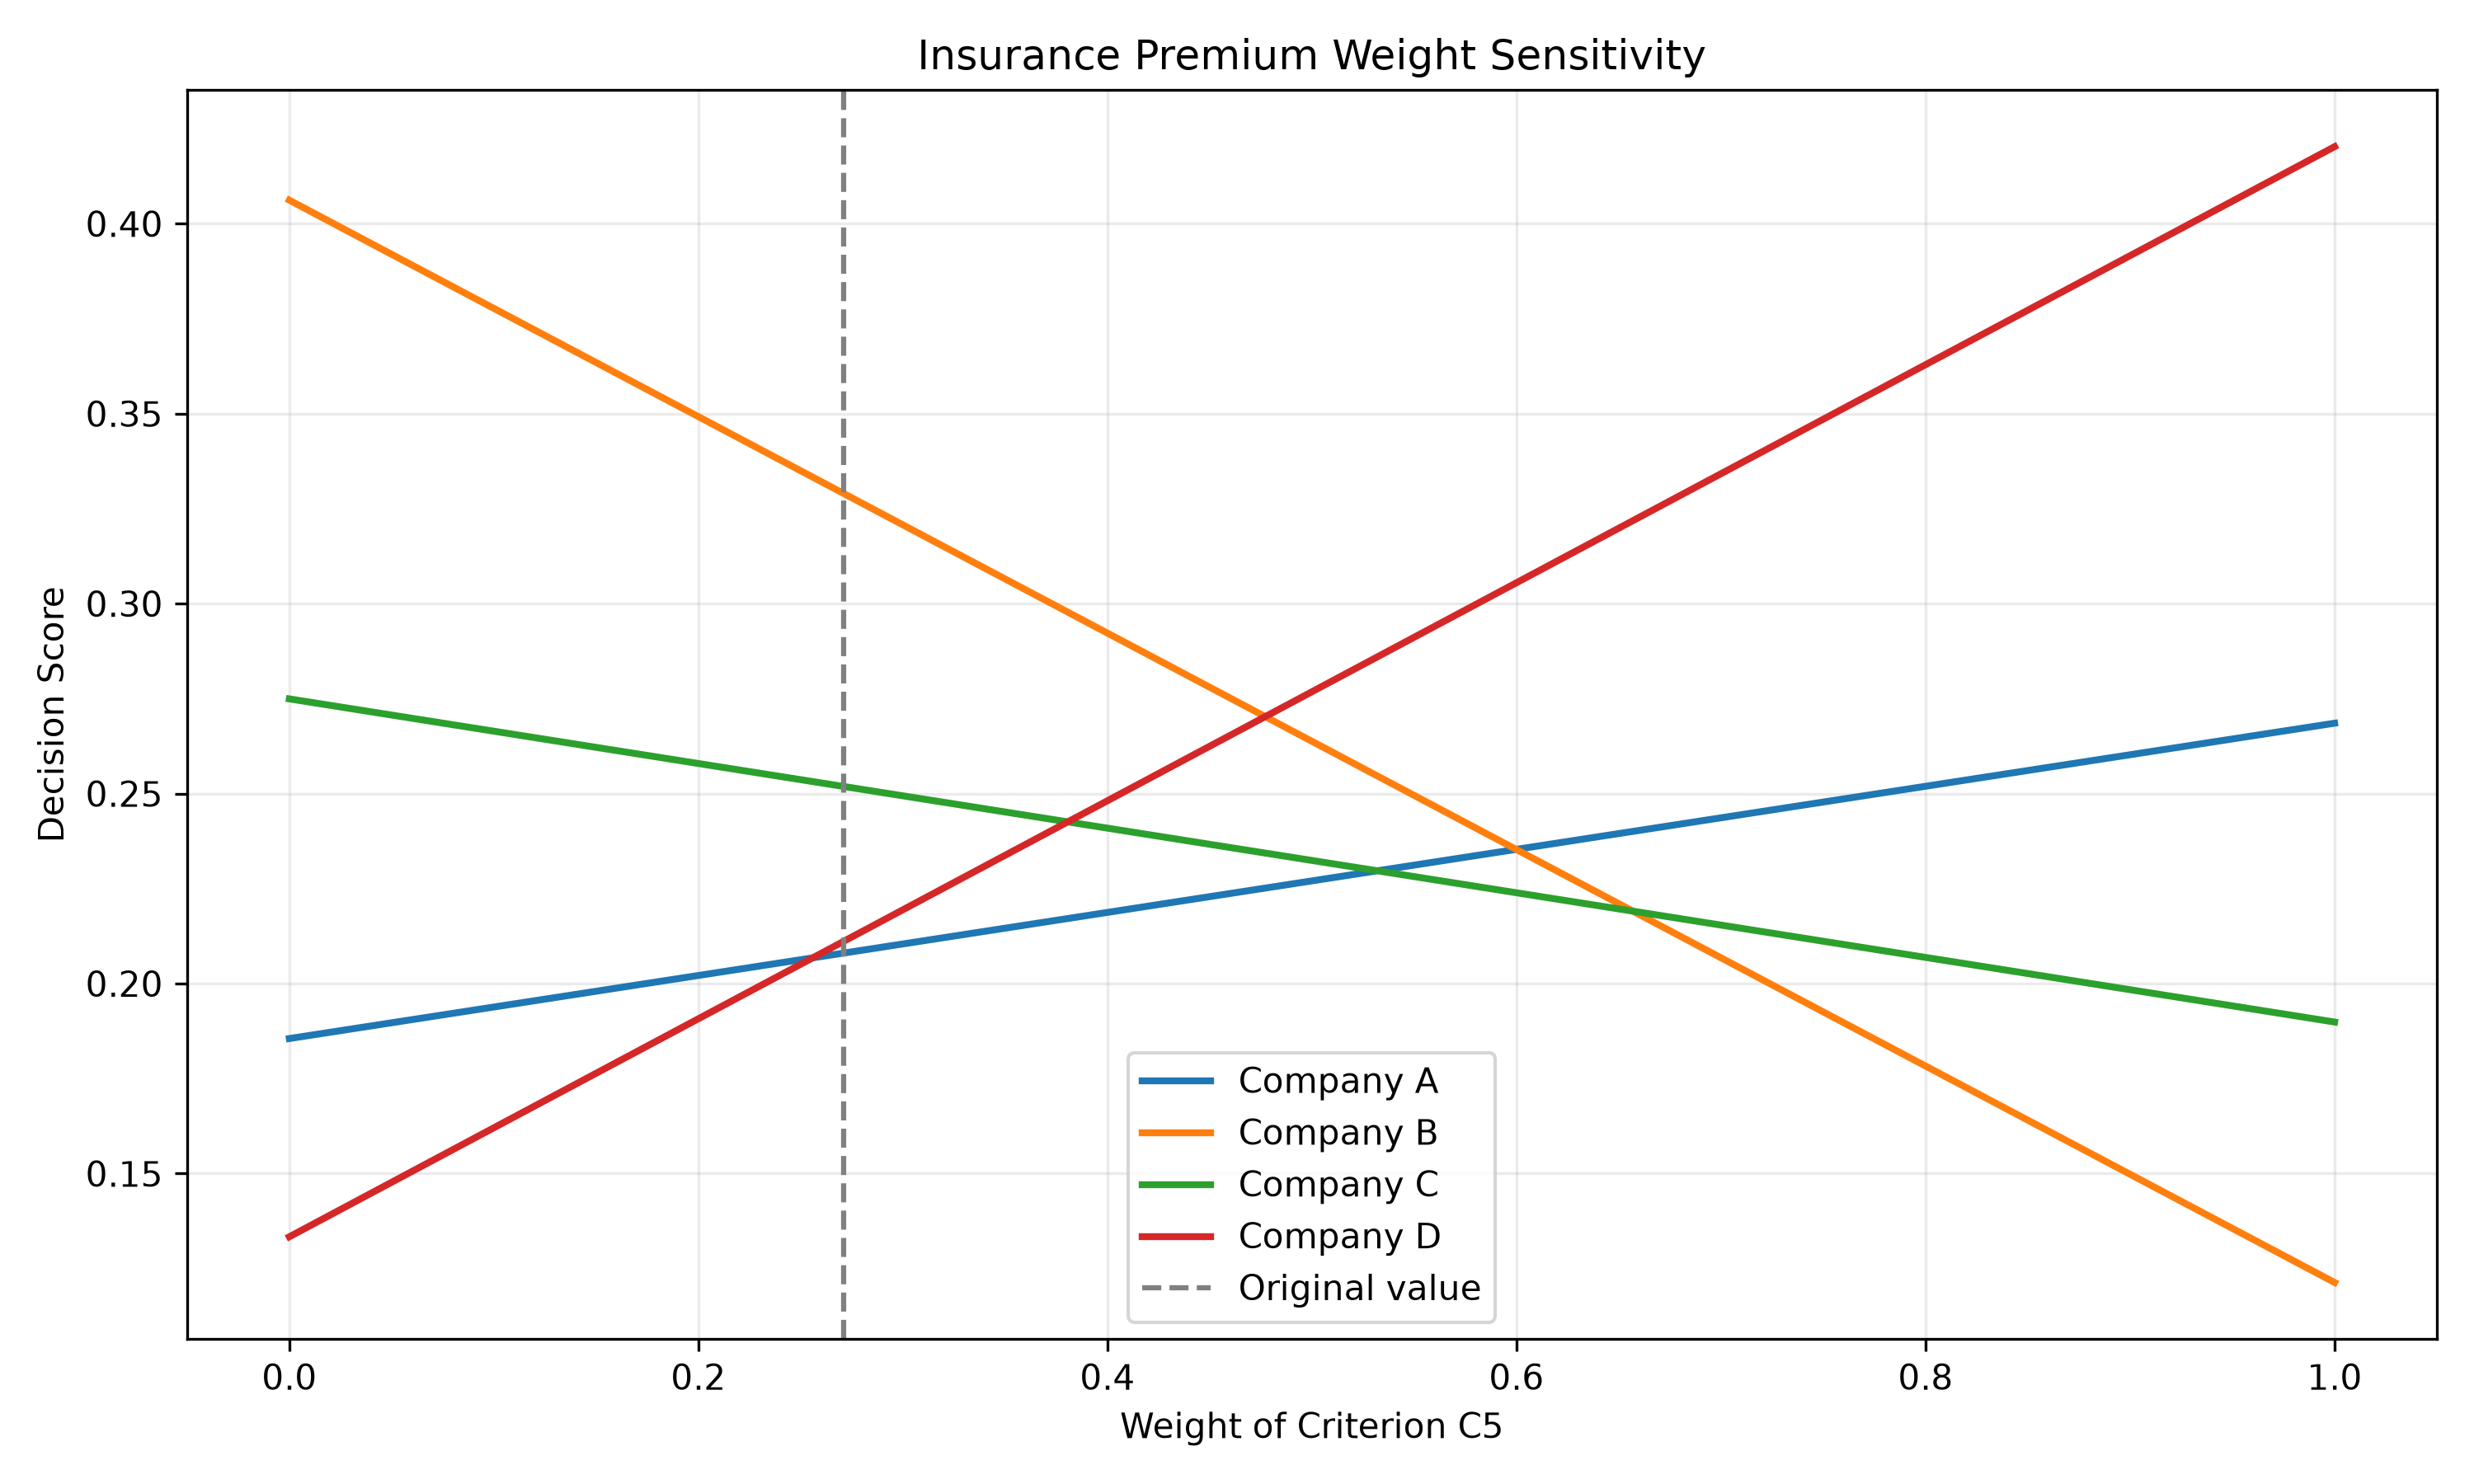 Insurance Premium Weight Sensitivity
Decision Score
0.40
0.35
0.30
0.25
0.20
0.15
Company A
Company B
Company C
Company D
Original value
0.0 0.2 0.4 0.6 0.8 1.0
Weight of Criterion C5